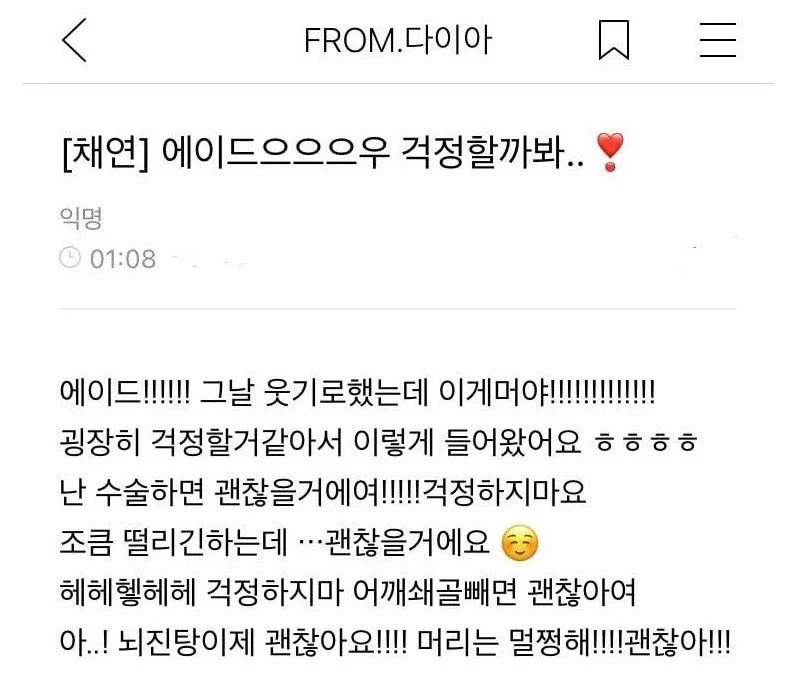 FROM.다이아
[채연] 에이드으으으우 걱정할까봐..❣️
익명
01:08
에이드!!!!!! 그날 웃기로했는데 이게머야!!!!!!!!!!!!!
굉장히 걱정할거같아서 이렇게 들어왔어요 ㅎㅎㅎㅎ
난 수술하면 괜찮을거에여!!!!!걱정하지마요
조큼 떨리긴하는데 …괜찮을거에요 ☺️
헤헤헿헤헤 걱정하지마 어깨쇄골빼면 괜찮아여
아..! 뇌진탕이제 괜찮아요!!!! 머리는 멀쩡해!!!!괜찮아!!!